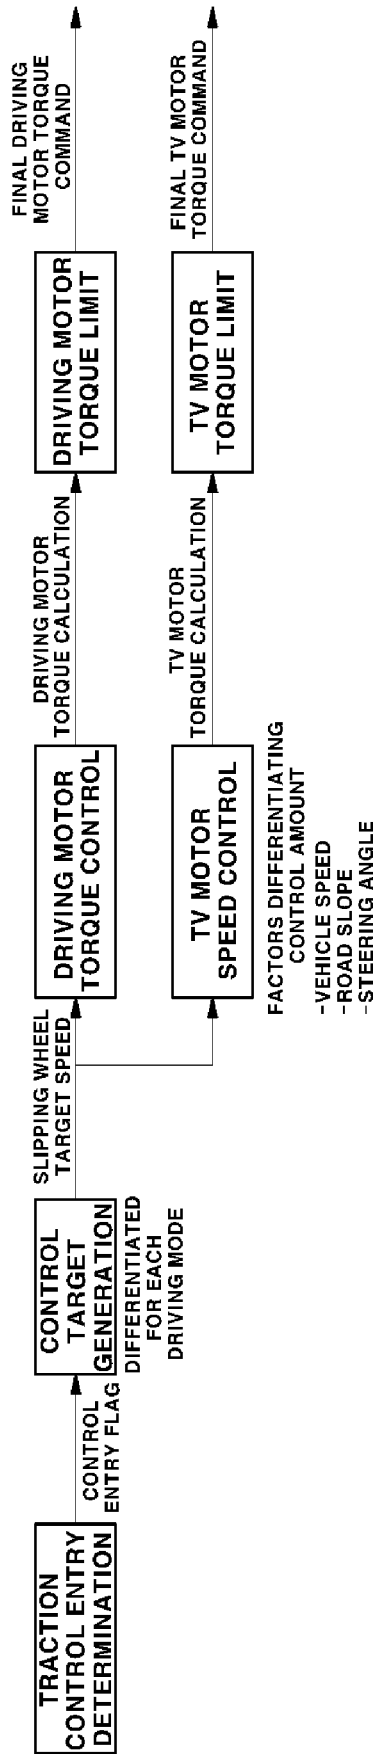 TRACTION
CONTROL ENTRY
DETERMINATION
CONTROL
ENTRY FLAG
CONTROL
TARGET
GENERATION
DIFFERENTIATED
FOR EACH
DRIVING MODE
SLIPPING WHEEL
TARGET SPEED
DRIVING MOTOR
TORQUE CONTROL
DRIVING MOTOR
TORQUE CALCULATION
DRIVING MOTOR
TORQUE LIMIT
FINAL DRIVING
MOTOR TORQUE
COMMAND
TV MOTOR
SPEED CONTROL
FACTORS DIFFERENTIATING
CONTROL AMOUNT
-VEHICLE SPEED
-ROAD SLOPE
-STEERING ANGLE
TV MOTOR
TORQUE CALCULATION
TV MOTOR
TORQUE LIMIT
FINAL TV MOTOR
TORQUE COMMAND